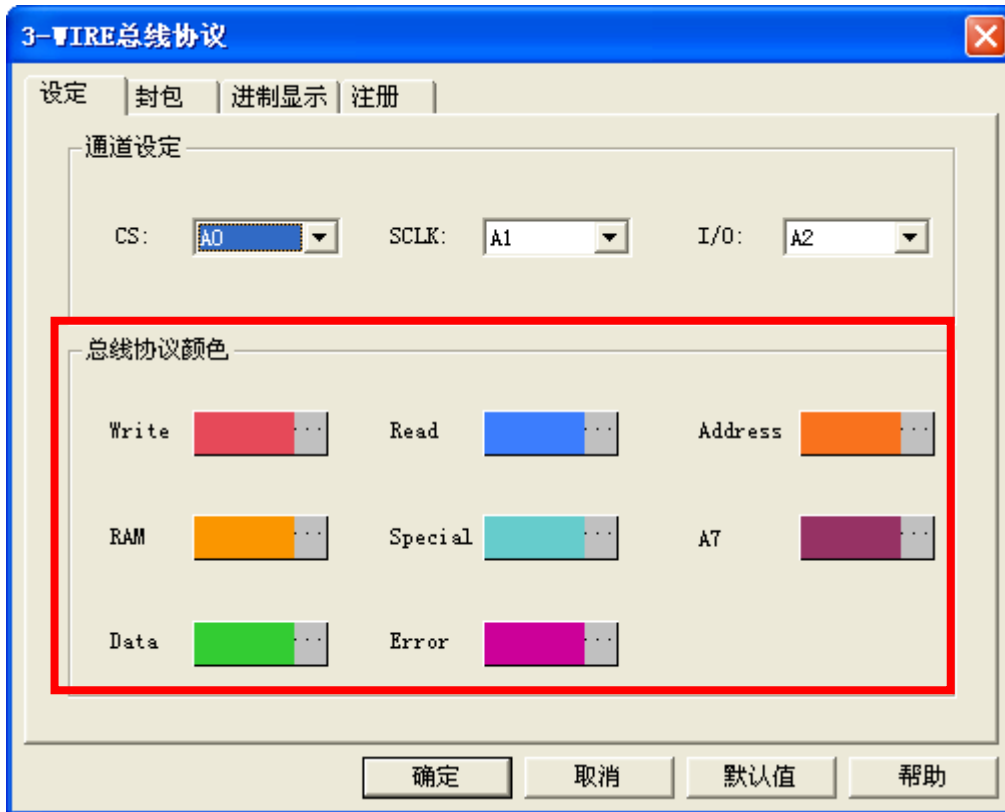 3-WIRE总线协议
设定 封包 进制显示 注册
通道设定
CS: A0 SCLK: A1 I/O: A2
总线协议颜色
Write ... Read ... Address ...
RAM ... Special ... A7 ...
Data ... Error ...
确定 取消 默认值 帮助